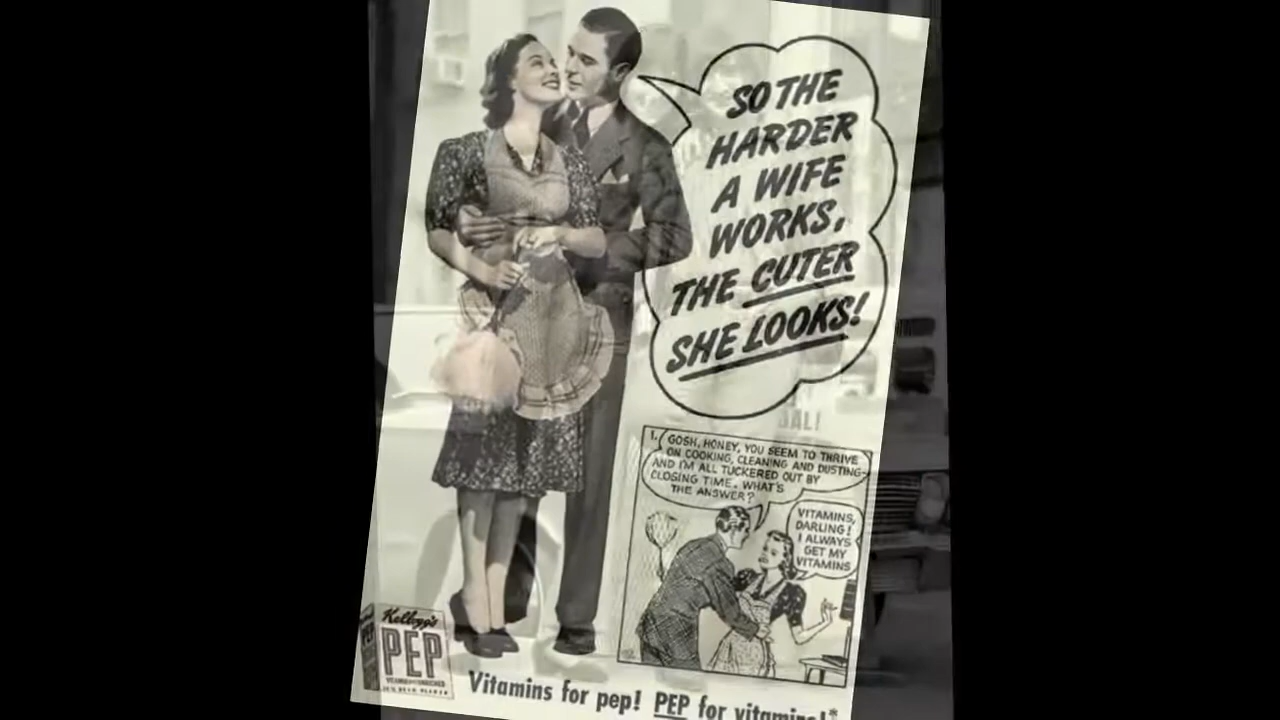 SO THE
HARDER
A WIFE
WORKS,
THE CUTER
SHE LOOKS!
1. GOSH, HONEY, YOU SEEM TO THRIVE
ON COOKING, CLEANING AND DUSTING-
AND I'M ALL TUCKERED OUT BY
CLOSING TIME. WHAT'S
THE ANSWER?
VITAMINS,
DARLING!
I ALWAYS
GET MY
VITAMINS
Kellogg's
PEP
PEP
Vitamins for pep! PEP for vitamins!*